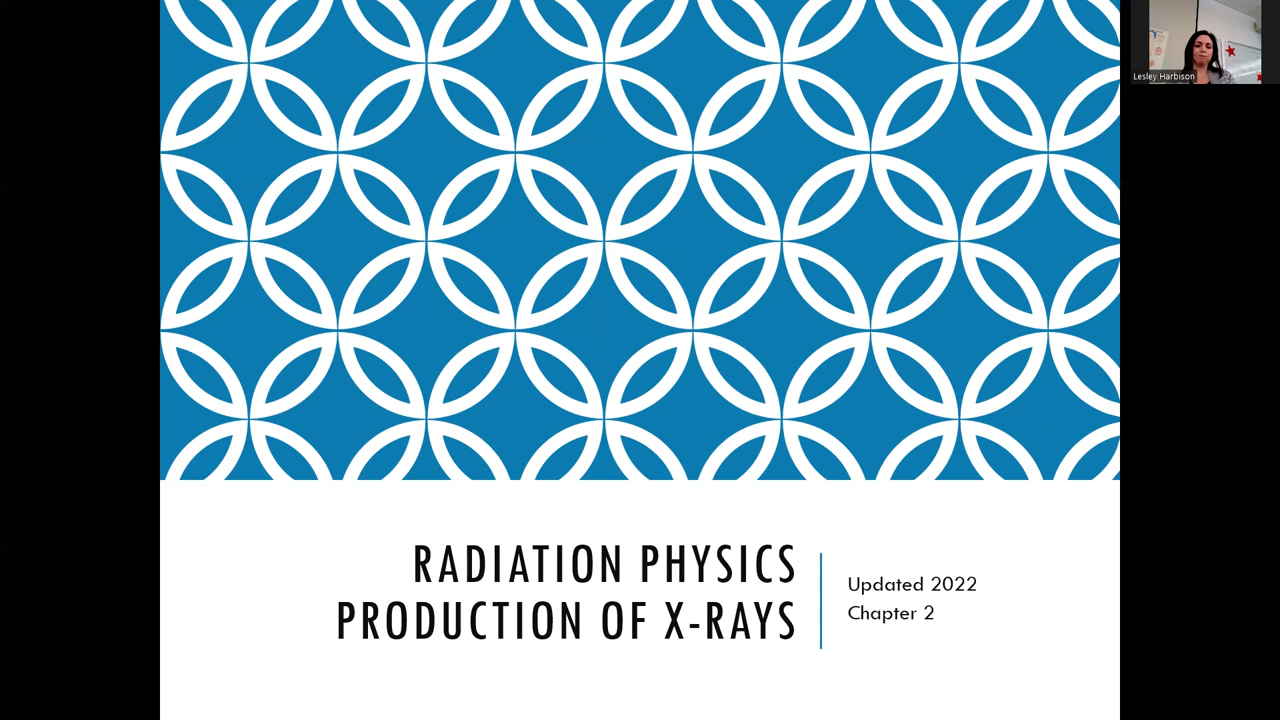 Lesley Harbison
RADIATION PHYSICS
PRODUCTION OF X-RAYS
Updated 2022
Chapter 2